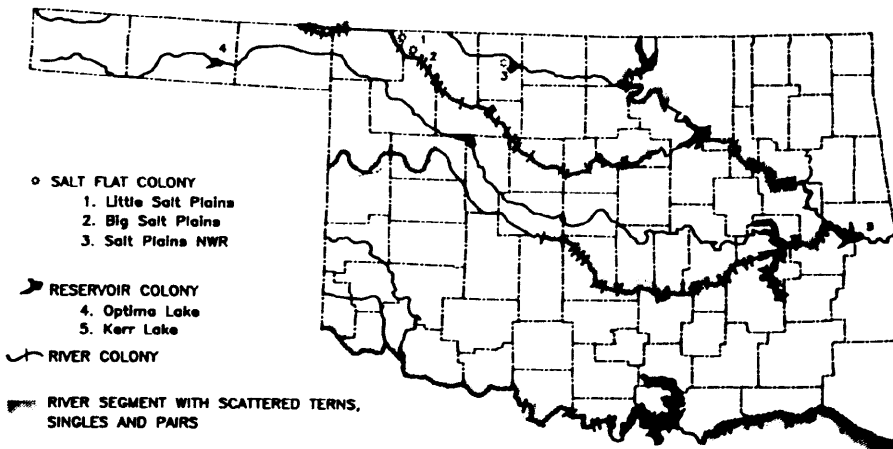 4
1
2
3
5
SALT FLAT COLONY
1. Little Salt Plains
2. Big Salt Plains
3. Salt Plains NWR
RESERVOIR COLONY
4. Optima Lake
5. Kerr Lake
RIVER COLONY
RIVER SEGMENT WITH SCATTERED TERNS,
SINGLES AND PAIRS